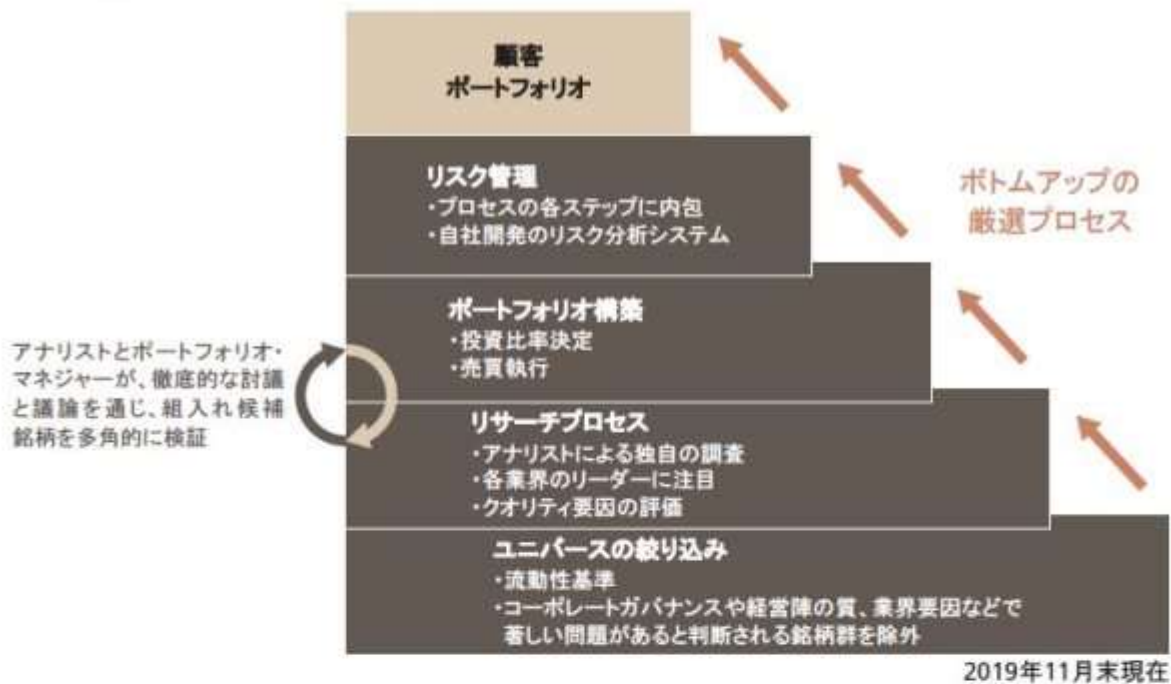 顧客
ポートフォリオ
リスク管理
・プロセスの各ステップに内包
・自社開発のリスク分析システム
ボトムアップの
厳選プロセス
ポートフォリオ構築
・投資比率決定
・売買執行
アナリストとポートフォリオ・
マネジャーが、徹底的な討議
と議論を通じ、組入れ候補
銘柄を多角的に検証
リサーチプロセス
・アナリストによる独自の調査
・各業界のリーダーに注目
・クオリティ要因の評価
ユニバースの絞り込み
・流動性基準
・コーポレートガバナンスや経営陣の質、業界要因などで
著しい問題があると判断される銘柄群を除外
2019年11月末現在